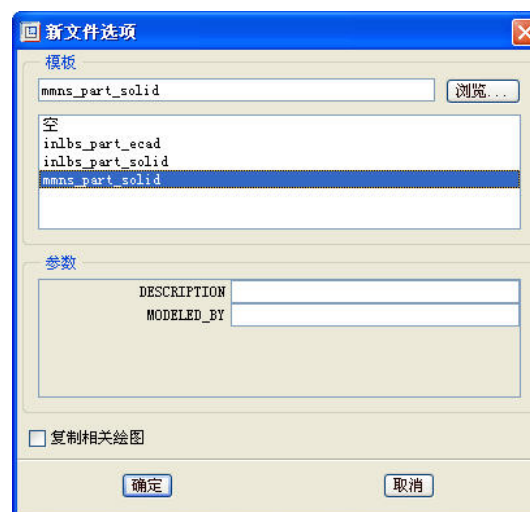 新文件选项
模板
mmns_part_solid
浏览...
空
inlbs_part_ecad
inlbs_part_solid
mmns_part_solid
参数
DESCRIPTION
MODELED_BY
复制相关绘图
确定 取消